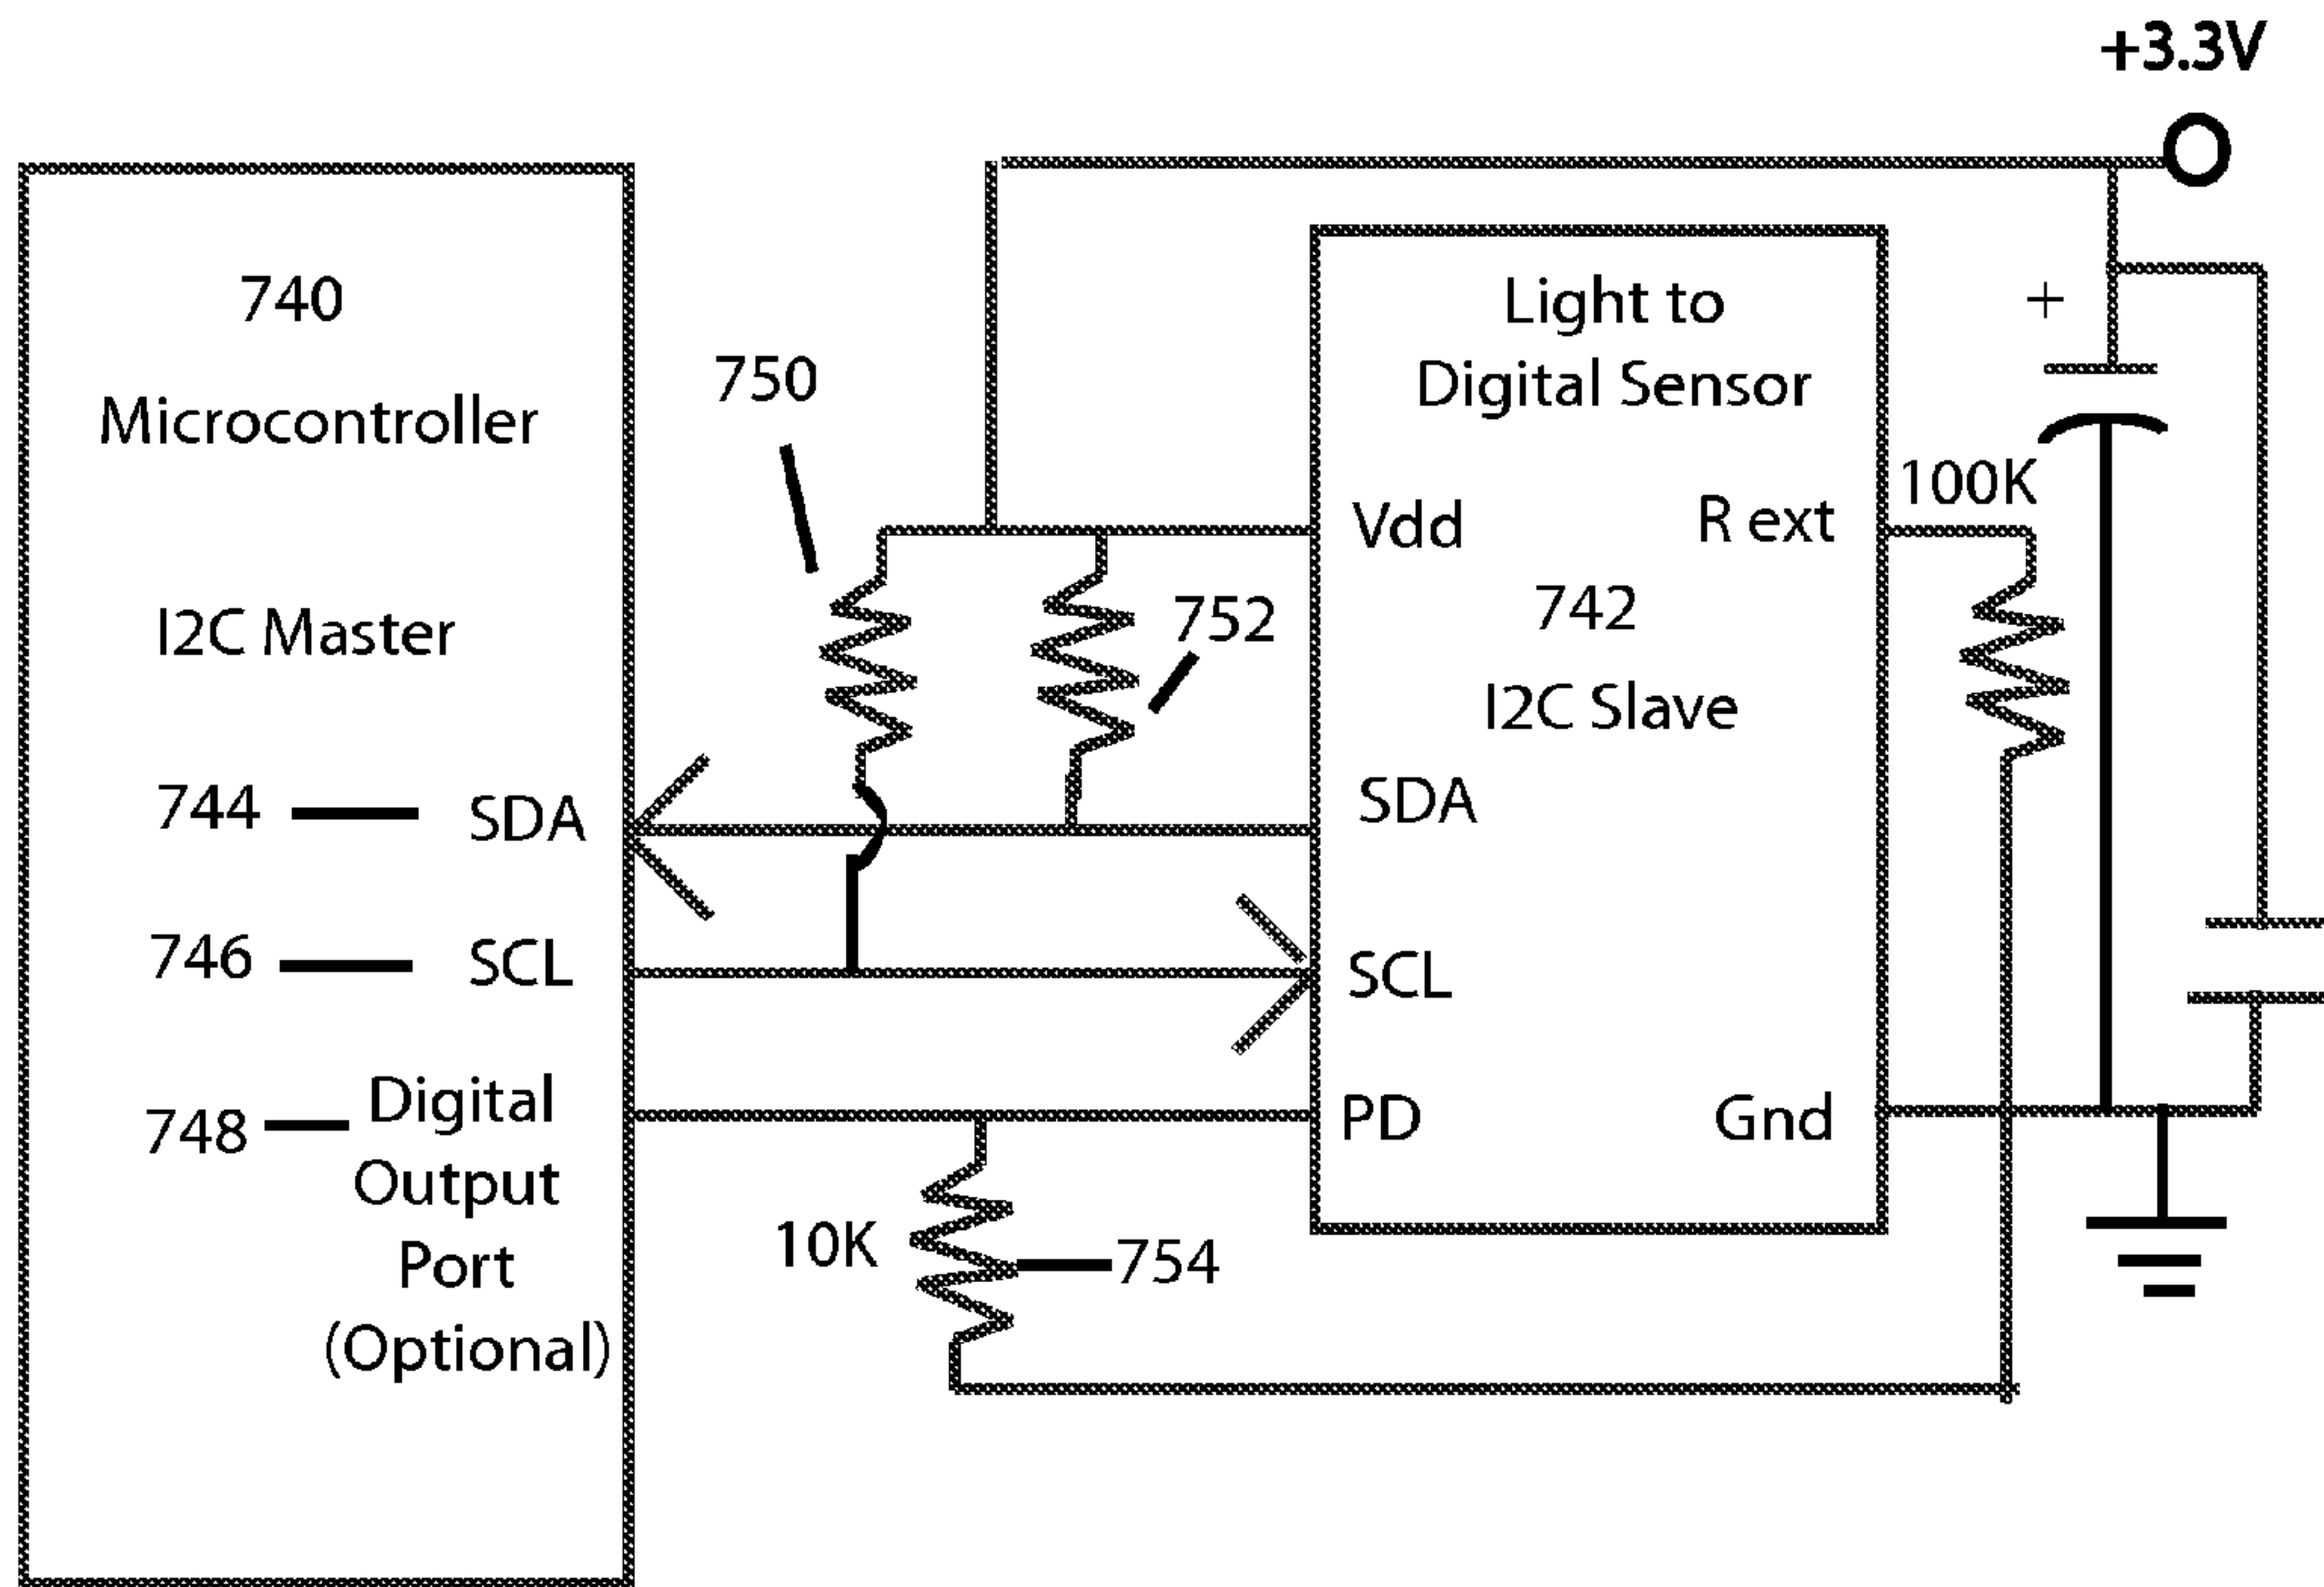 +3.3V
740
Microcontroller
I2C Master
744
SDA
746
SCL
748
Digital
Output
Port
(Optional)
750
752
10K
754
Light to
Digital Sensor
Vdd
R ext
742
I2C Slave
SDA
SCL
PD
Gnd
100K
+